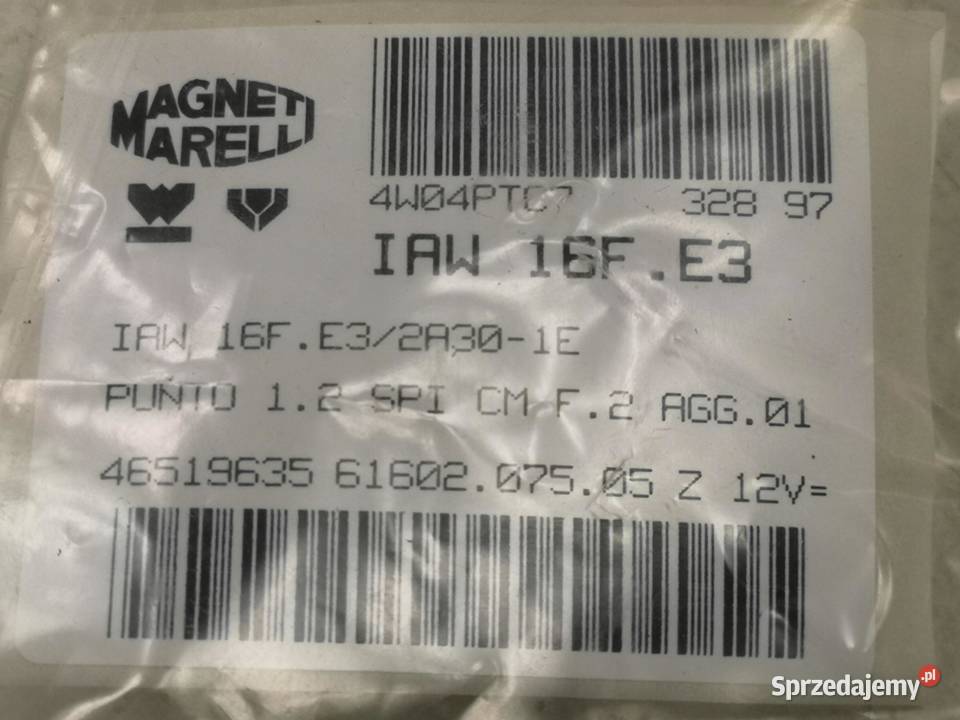 MAGNETI
MARELLI
4W04PTC7 328 97
IAW 16F.E3
IAW 16F.E3/2A30-1E
PUNTO 1.2 SPI CM F.2 AGG.01
46519635 61602.075.05 Z 12V=
Sprzedajemy.pl